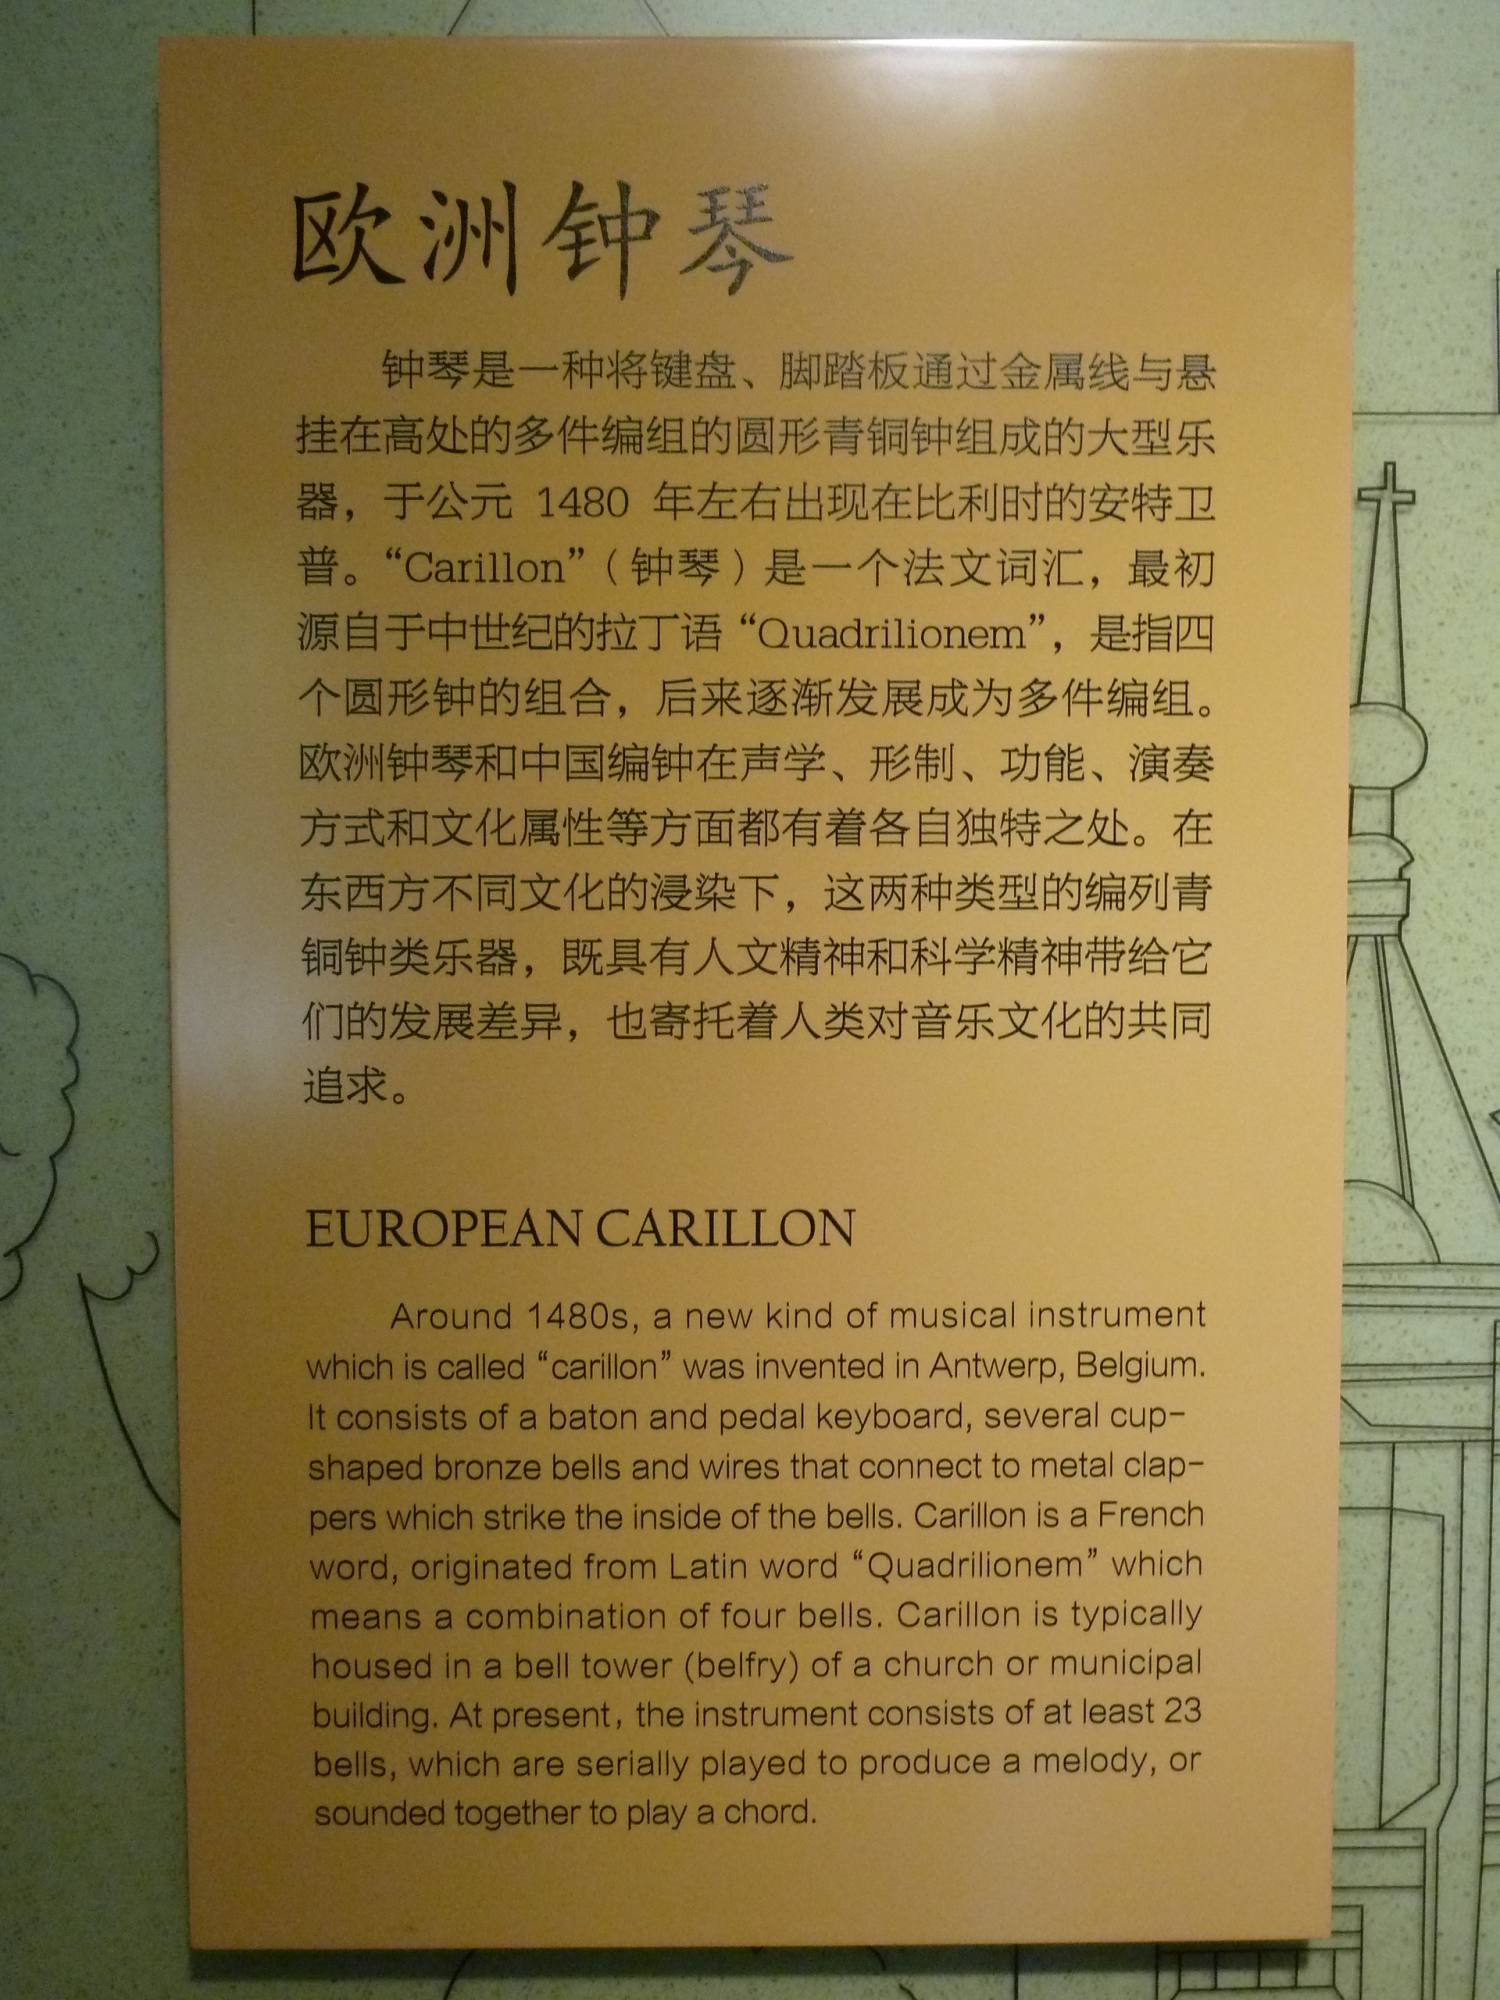 欧洲钟琴
钟琴是一种将键盘、脚踏板通过金属线与悬
挂在高处的多件编组的圆形青铜钟组成的大型乐
器，于公元 1480 年左右出现在比利时的安特卫
普。“Carillon”（钟琴）是一个法文词汇，最初
源自于中世纪的拉丁语“Quadrilionem”，是指四
个圆形钟的组合，后来逐渐发展成为多件编组。
欧洲钟琴和中国编钟在声学、形制、功能、演奏
方式和文化属性等方面都有着各自独特之处。在
东西方不同文化的浸染下，这两种类型的编列青
铜钟类乐器，既具有人文精神和科学精神带给它
们的发展差异，也寄托着人类对音乐文化的共同
追求。
EUROPEAN CARILLON
Around 1480s, a new kind of musical instrument
which is called “carillon” was invented in Antwerp, Belgium.
It consists of a baton and pedal keyboard, several cup-
shaped bronze bells and wires that connect to metal clap-
pers which strike the inside of the bells. Carillon is a French
word, originated from Latin word “Quadrilionem” which
means a combination of four bells. Carillon is typically
housed in a bell tower (belfry) of a church or municipal
building. At present, the instrument consists of at least 23
bells, which are serially played to produce a melody, or
sounded together to play a chord.